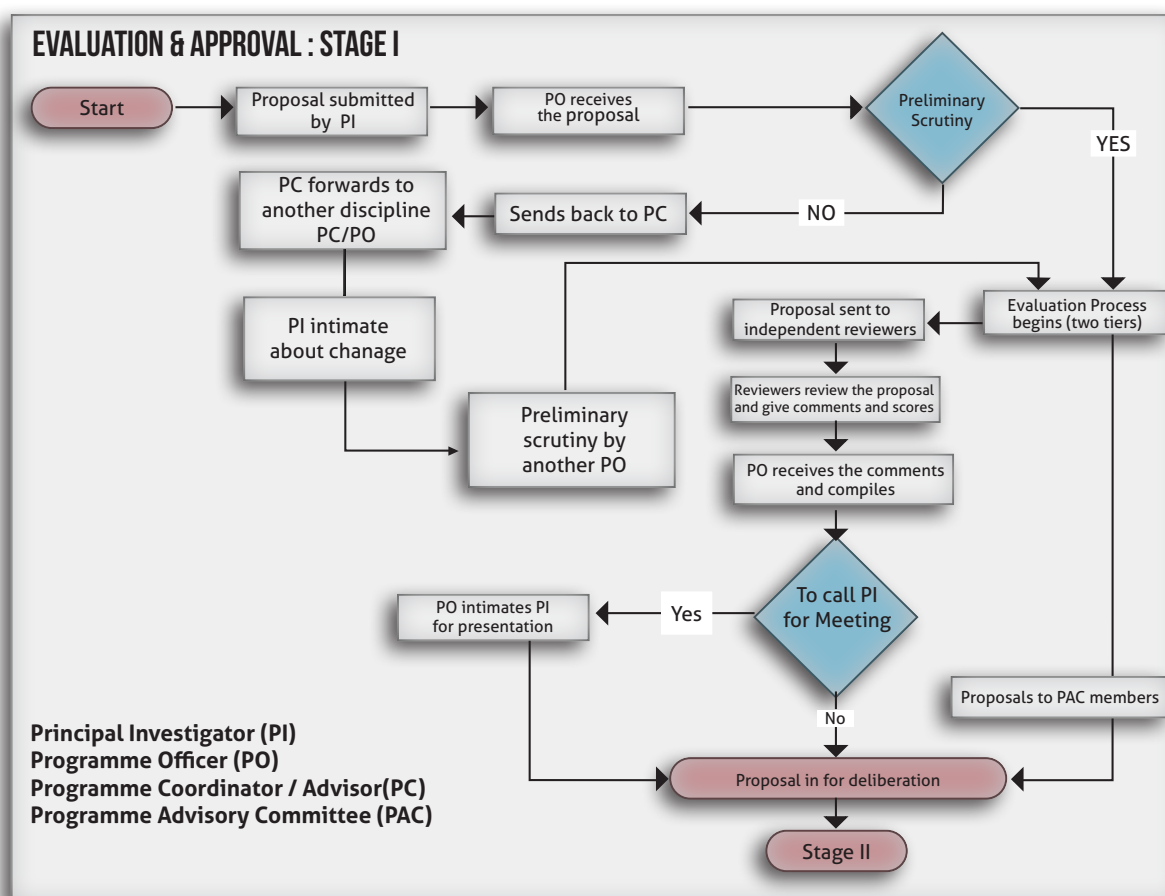 EVALUATION & APPROVAL : STAGE I
Start
Proposal submitted
by PI
PO receives
the proposal
Preliminary
Scrutiny
YES
NO
Sends back to PC
PC forwards to
another discipline
PC/PO
PI intimate
about chanage
Preliminary
scrutiny by
another PO
Evaluation Process
begins (two tiers)
Proposal sent to
independent reviewers
Reviewers review the proposal
and give comments and scores
PO receives the comments
and compiles
To call PI
for Meeting
Yes
PO intimates PI
for presentation
No
Proposals to PAC members
Proposal in for deliberation
Stage II
Principal Investigator (PI)
Programme Officer (PO)
Programme Coordinator / Advisor(PC)
Programme Advisory Committee (PAC)